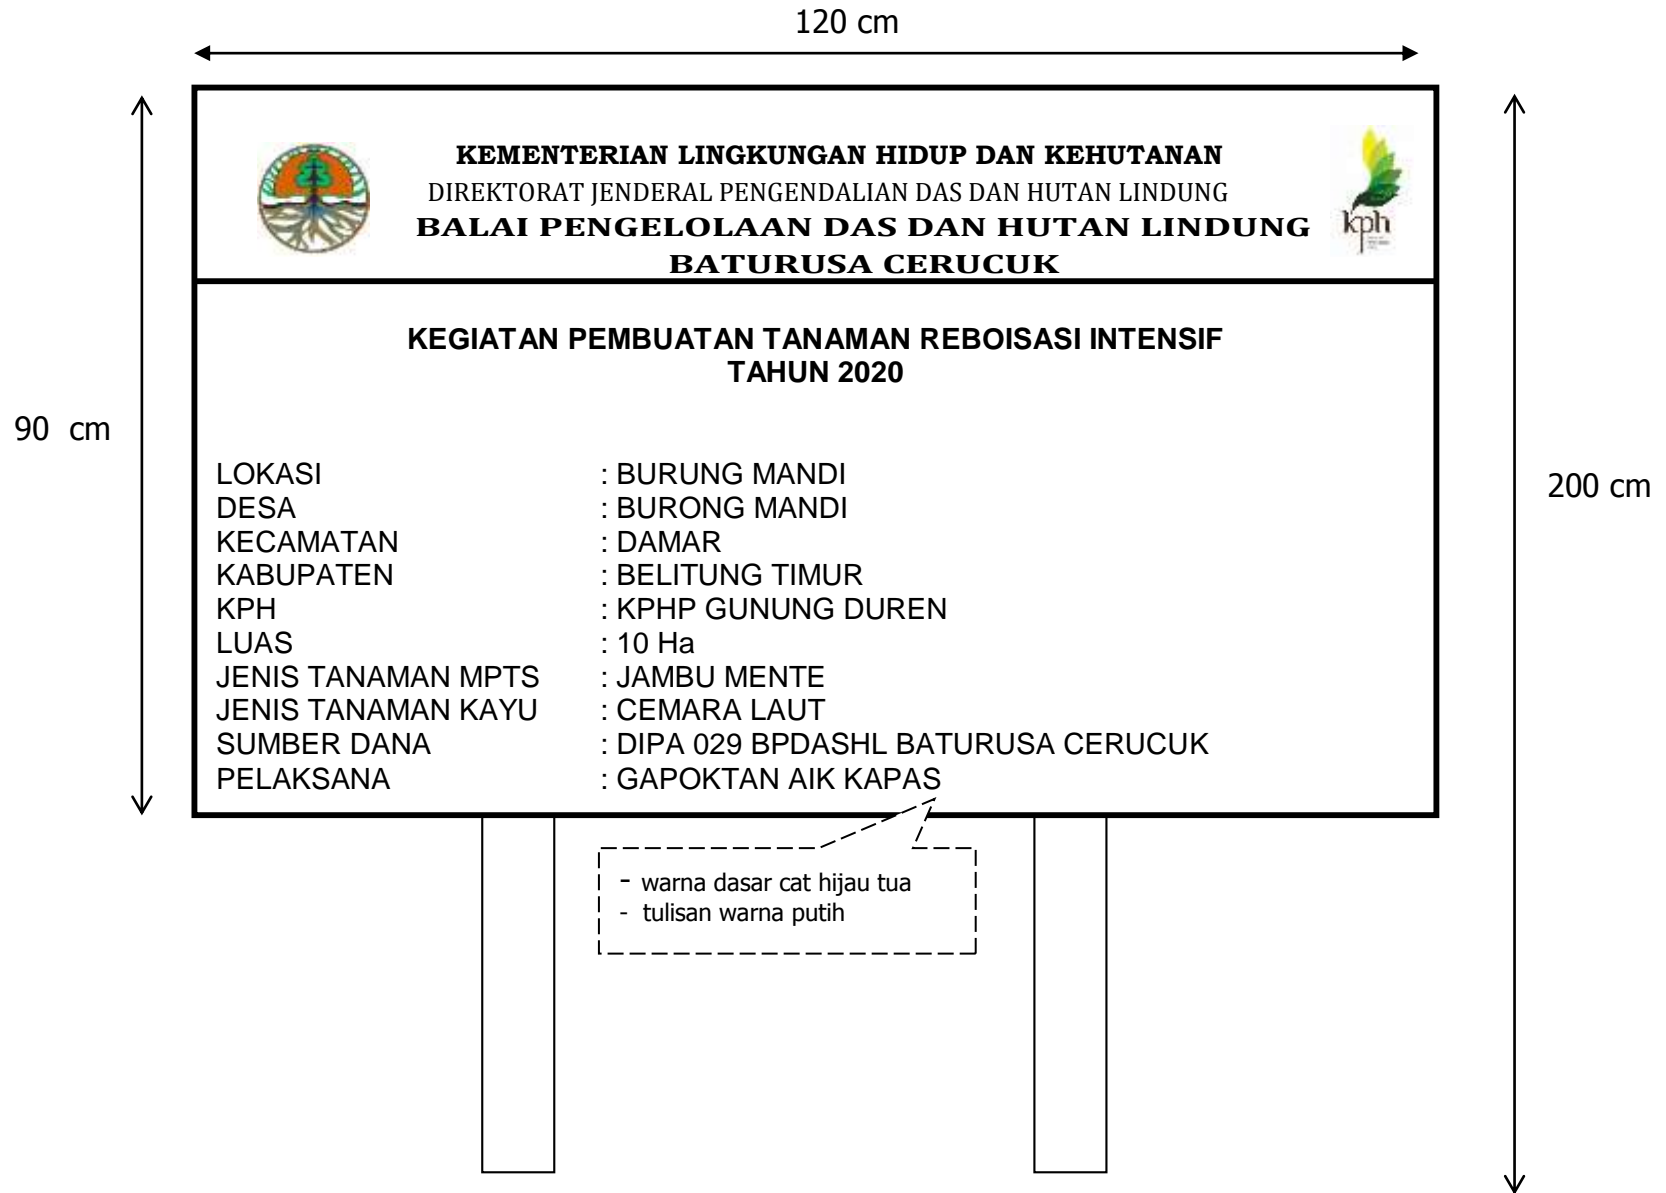 120 cm
KEMENTERIAN LINGKUNGAN HIDUP DAN KEHUTANAN
DIREKTORAT JENDERAL PENGENDALIAN DAS DAN HUTAN LINDUNG
BALAI PENGELOLAAN DAS DAN HUTAN LINDUNG
BATURUSA CERUCUK
kph
KEGIATAN PEMBUATAN TANAMAN REBOISASI INTENSIF
TAHUN 2020
90 cm
200 cm
LOKASI : BURUNG MANDI
DESA : BURONG MANDI
KECAMATAN : DAMAR
KABUPATEN : BELITUNG TIMUR
KPH : KPHP GUNUNG DUREN
LUAS : 10 Ha
JENIS TANAMAN MPTS : JAMBU MENTE
JENIS TANAMAN KAYU : CEMARA LAUT
SUMBER DANA : DIPA 029 BPDASHL BATURUSA CERUCUK
PELAKSANA : GAPOKTAN AIK KAPAS
- warna dasar cat hijau tua
- tulisan warna putih